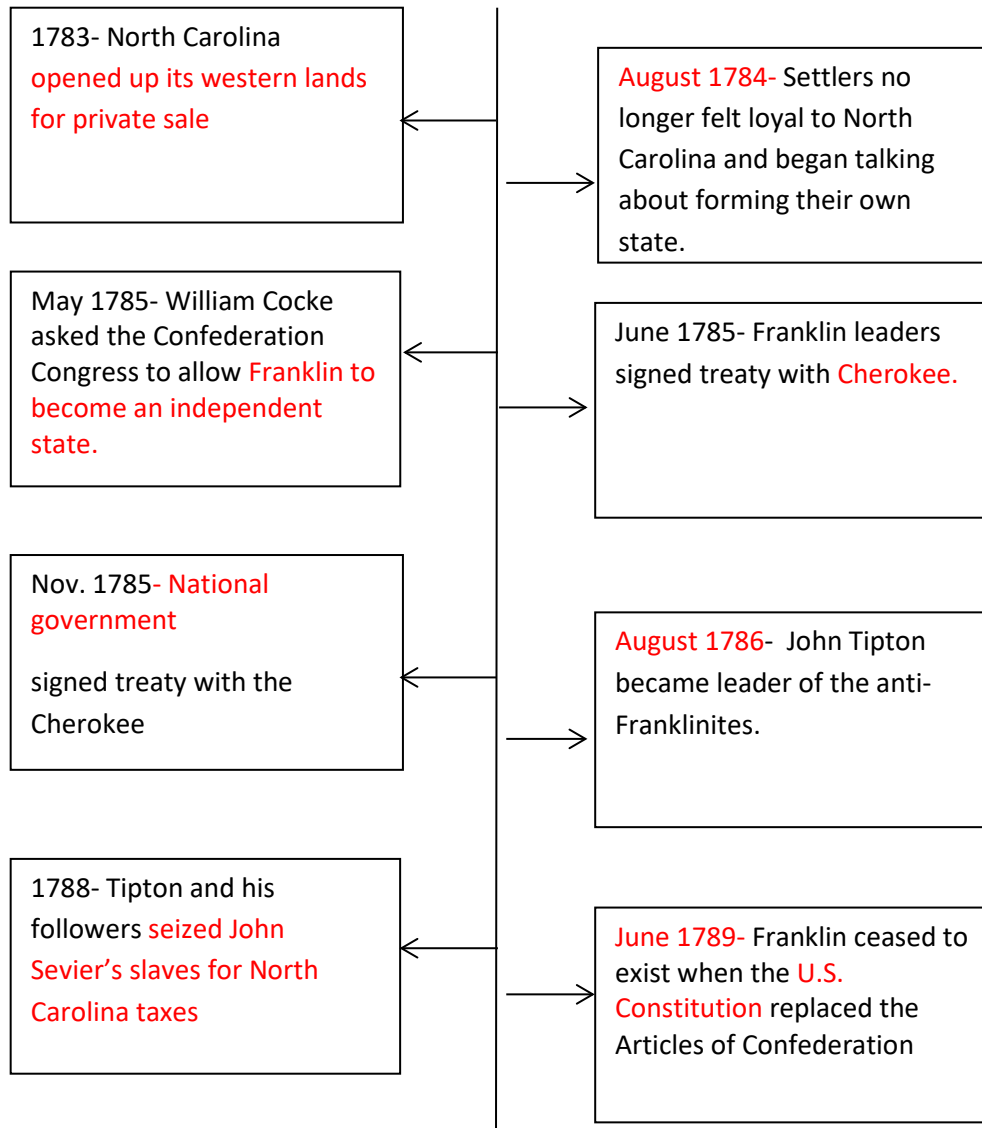 1783- North Carolina
opened up its western lands
for private sale
August 1784- Settlers no
longer felt loyal to North
Carolina and began talking
about forming their own
state.
May 1785- William Cocke
asked the Confederation
Congress to allow Franklin to
become an independent
state.
June 1785- Franklin leaders
signed treaty with Cherokee.
Nov. 1785- National
government
signed treaty with the
Cherokee
August 1786-  John Tipton
became leader of the anti-
Franklinites.
1788- Tipton and his
followers seized John
Sevier’s slaves for North
Carolina taxes
June 1789- Franklin ceased to
exist when the U.S.
Constitution replaced the
Articles of Confederation